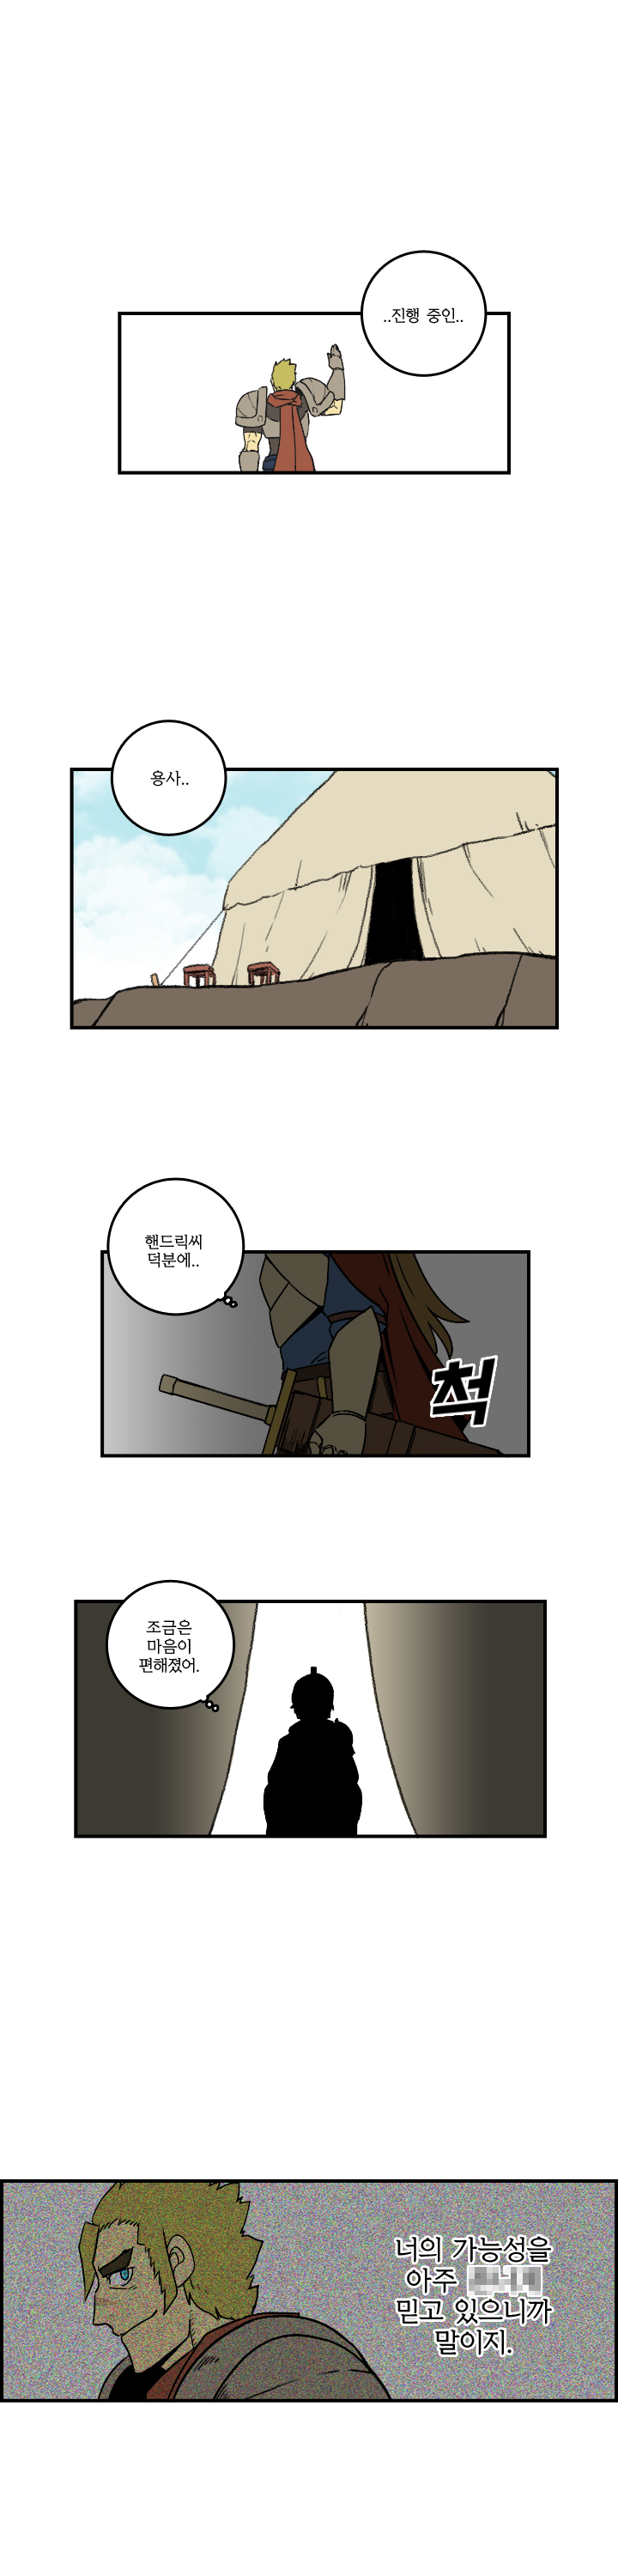 ..진행 중인..
용사..
핸드릭씨
덕분에..
척
조금은
마음이
편해졌어.
너의 가능성을
아주
믿고 있으니까
말이지.